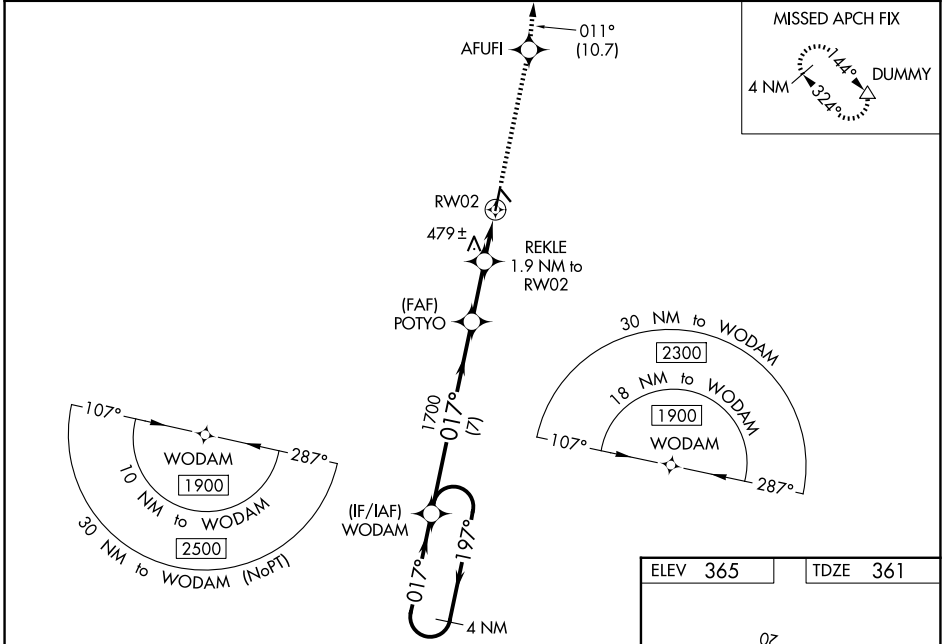 MISSED APCH FIX
144°
4 NM
DUMMY
324°
011°
(10.7)
AFUFI
RW02
479±
REKLE
1.9 NM to
RW02
(FAF)
POTYO
1700
017°
(7)
(IF/IAF)
WODAM
197°
017°
4 NM
107°
287°
WODAM
1900
10 NM to WODAM
2500
30 NM to WODAM (NoPT)
30 NM to WODAM
2300
18 NM to WODAM
1900
WODAM
107°
287°
ELEV 365
TDZE 361